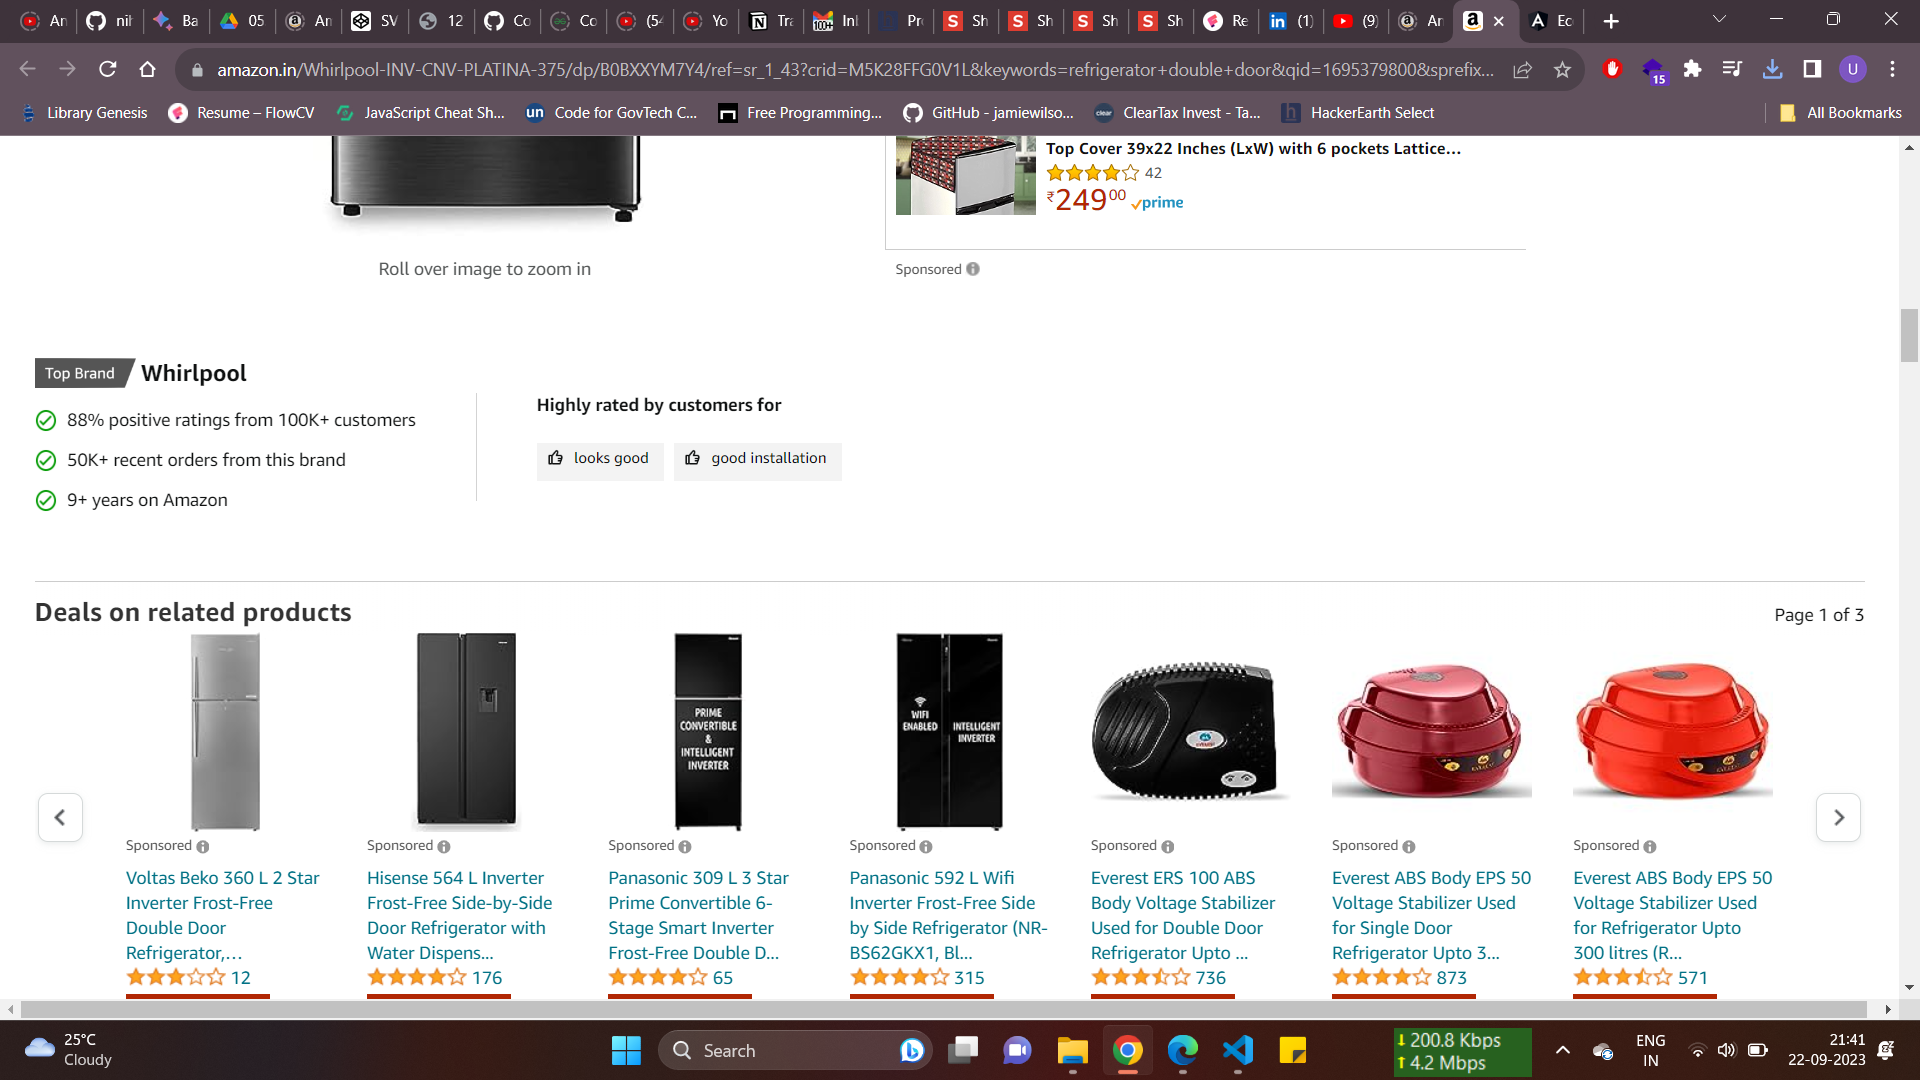 An
nih
Ba
05
An
SV
12
Co
Co
(54
Yo
Tra
Inl
Pre
Sh
Sh
Sh
Sh
Re
(1)
(9)
An
Ec
amazon.in/Whirlpool-INV-CNV-PLATINA-375/dp/B0BXXYM7Y4/ref=sr_1_43?crid=M5K28FFG0V1L&keywords=refrigerator+double+door&qid=1695379800&sprefix...
15
U
Library Genesis
Resume – FlowCV
JavaScript Cheat Sh...
Code for GovTech C...
Free Programming...
GitHub - jamiewilso...
ClearTax Invest - Ta...
HackerEarth Select
All Bookmarks
Top Cover 39x22 Inches (LxW) with 6 pockets Lattice…
42
₹249⁰⁰ prime
Roll over image to zoom in
Sponsored
Top Brand Whirlpool
88% positive ratings from 100K+ customers
50K+ recent orders from this brand
9+ years on Amazon
Highly rated by customers for
looks good
good installation
Deals on related products
Page 1 of 3
PRIME
CONVERTIBLE
&
INTELLIGENT
INVERTER
WIFI
ENABLED
INTELLIGENT
INVERTER
Sponsored
Voltas Beko 360 L 2 Star
Inverter Frost-Free
Double Door
Refrigerator,…
12
Sponsored
Hisense 564 L Inverter
Frost-Free Side-by-Side
Door Refrigerator with
Water Dispens...
176
Sponsored
Panasonic 309 L 3 Star
Prime Convertible 6-
Stage Smart Inverter
Frost-Free Double D...
65
Sponsored
Panasonic 592 L Wifi
Inverter Frost-Free Side
by Side Refrigerator (NR-
BS62GKX1, Bl...
315
Sponsored
Everest ERS 100 ABS
Body Voltage Stabilizer
Used for Double Door
Refrigerator Upto ...
736
Sponsored
Everest ABS Body EPS 50
Voltage Stabilizer Used
for Single Door
Refrigerator Upto 3...
873
Sponsored
Everest ABS Body EPS 50
Voltage Stabilizer Used
for Refrigerator Upto
300 litres (R...
571
25°C
Cloudy
Search
200.8 Kbps
4.2 Mbps
ENG
IN
21:41
22-09-2023